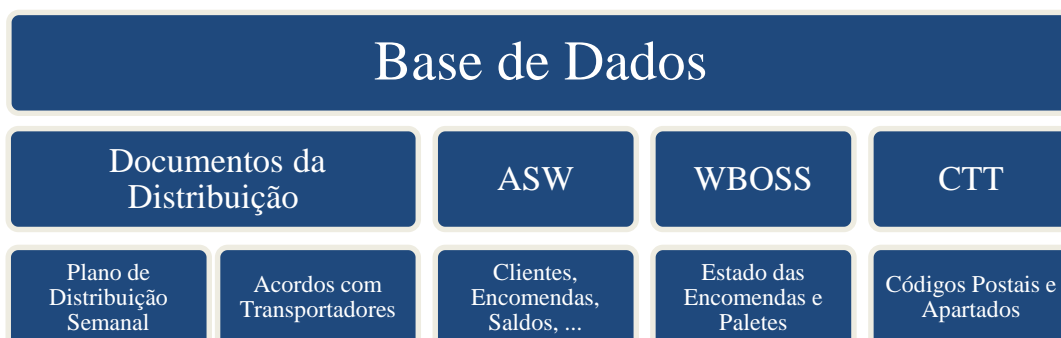 Base de Dados
Documentos da
Distribuição
ASW
WBOSS
CTT
Plano de
Distribuição
Semanal
Acordos com
Transportadores
Clientes,
Encomendas,
Saldos, ...
Estado das
Encomendas e
Paletes
Códigos Postais e
Apartados